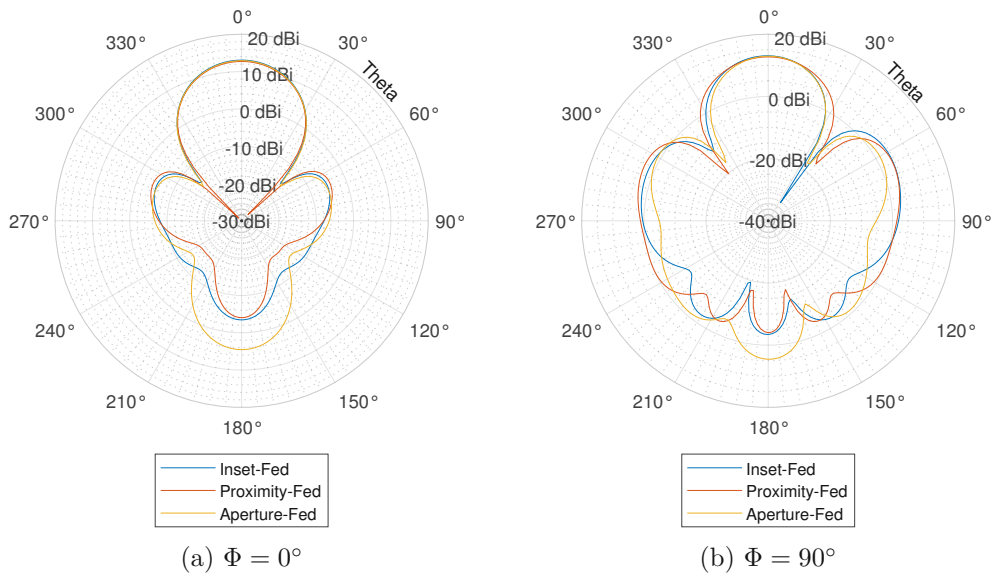 0°
330°
30°
300°
60°
270°
90°
240°
120°
210°
150°
180°
20 dBi
10 dBi
0 dBi
-10 dBi
-20 dBi
-30 dBi
Theta
Inset-Fed
Proximity-Fed
Aperture-Fed
(a) Φ = 0°
0°
330°
30°
300°
60°
270°
90°
240°
120°
210°
150°
180°
20 dBi
0 dBi
-20 dBi
-40 dBi
Theta
Inset-Fed
Proximity-Fed
Aperture-Fed
(b) Φ = 90°